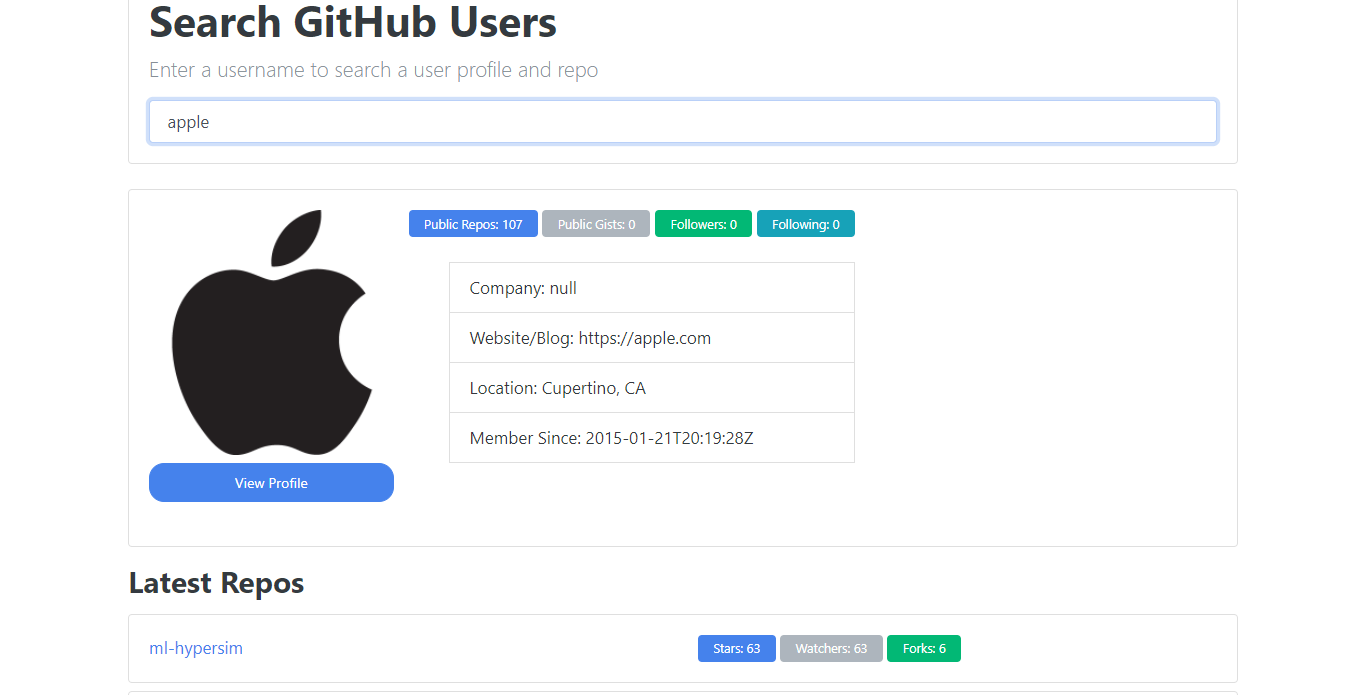 Search GitHub Users
Enter a username to search a user profile and repo
apple
Public Repos: 107 Public Gists: 0 Followers: 0 Following: 0
Company: null
Website/Blog: https://apple.com
Location: Cupertino, CA
Member Since: 2015-01-21T20:19:28Z
View Profile
Latest Repos
ml-hypersim Stars: 63 Watchers: 63 Forks: 6